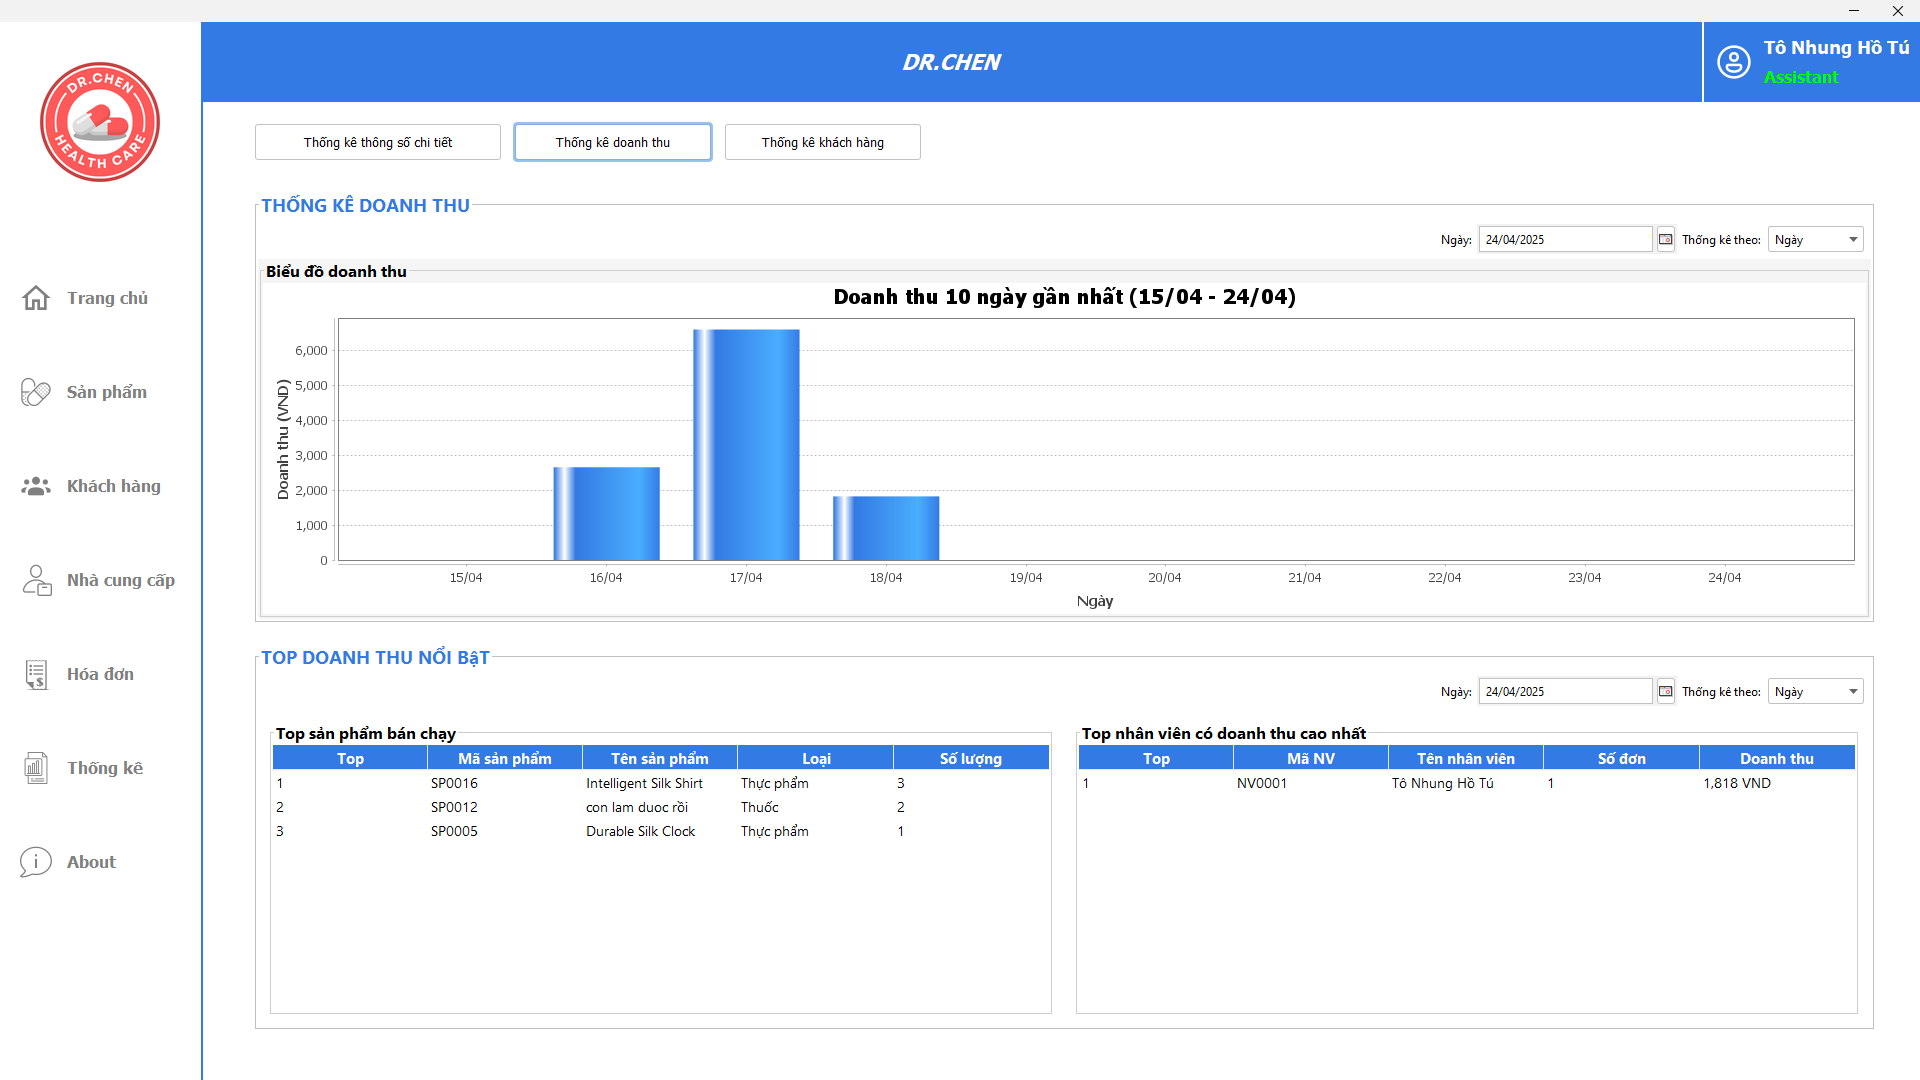 DR.CHEN
Tô Nhung Hồ Tú
Assistant
DR.CHEN
HEALTH CARE
Trang chủ
Sản phẩm
Khách hàng
Nhà cung cấp
Hóa đơn
Thống kê
About
Thống kê thông số chi tiết
Thống kê doanh thu
Thống kê khách hàng
THỐNG KÊ DOANH THU
Ngày: 24/04/2025 Thống kê theo: Ngày
Biểu đồ doanh thu
Doanh thu 10 ngày gần nhất (15/04 - 24/04)
Doanh thu (VND)
6,000
5,000
4,000
3,000
2,000
1,000
0
15/04 16/04 17/04 18/04 19/04 20/04 21/04 22/04 23/04 24/04
Ngày
TOP DOANH THU NỔI BậT
Ngày: 24/04/2025 Thống kê theo: Ngày
Top sản phẩm bán chạy
Top Mã sản phẩm Tên sản phẩm Loại Số lượng
1 SP0016 Intelligent Silk Shirt Thực phẩm 3
2 SP0012 con lam duoc rồi Thuốc 2
3 SP0005 Durable Silk Clock Thực phẩm 1
Top nhân viên có doanh thu cao nhất
Top Mã NV Tên nhân viên Số đơn Doanh thu
1 NV0001 Tô Nhung Hồ Tú 1 1,818 VND